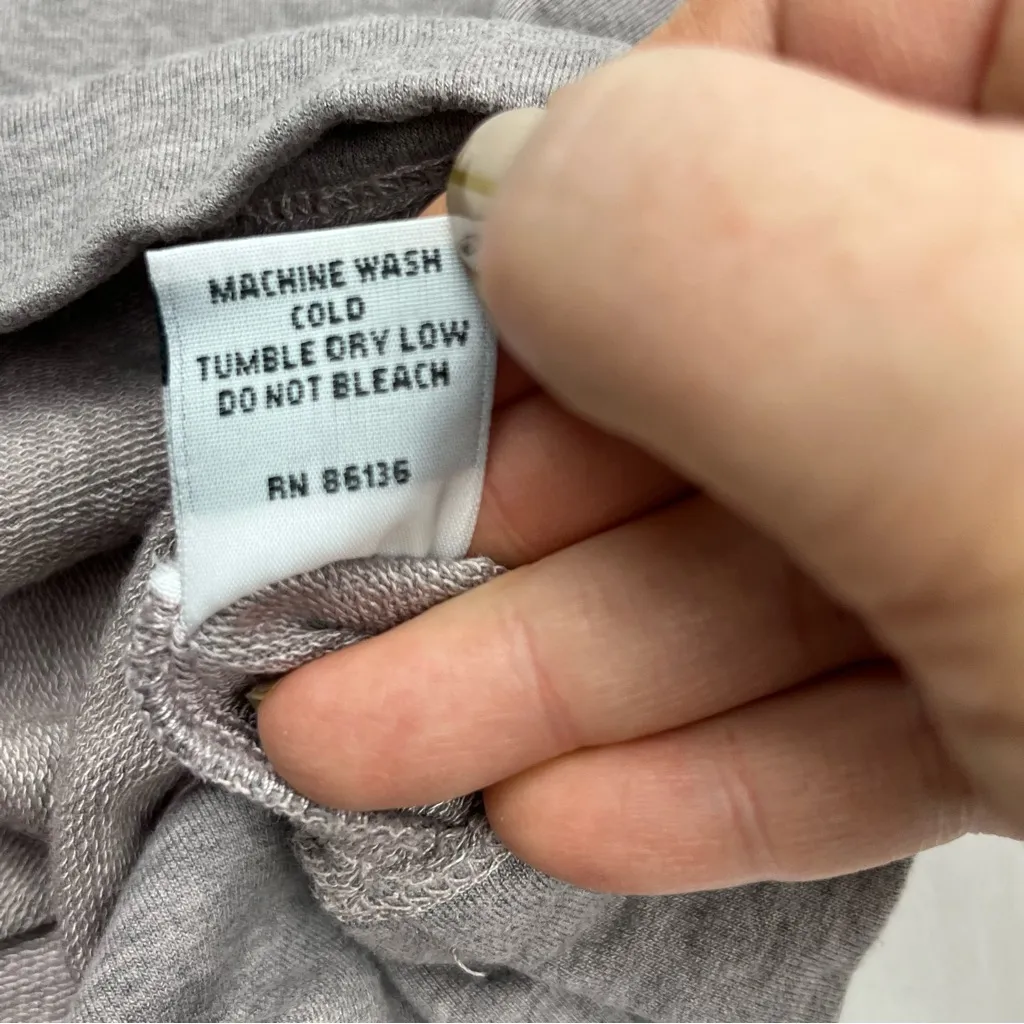 MACHINE WASH
COLD
TUMBLE DRY LOW
DO NOT BLEACH
RN 86136